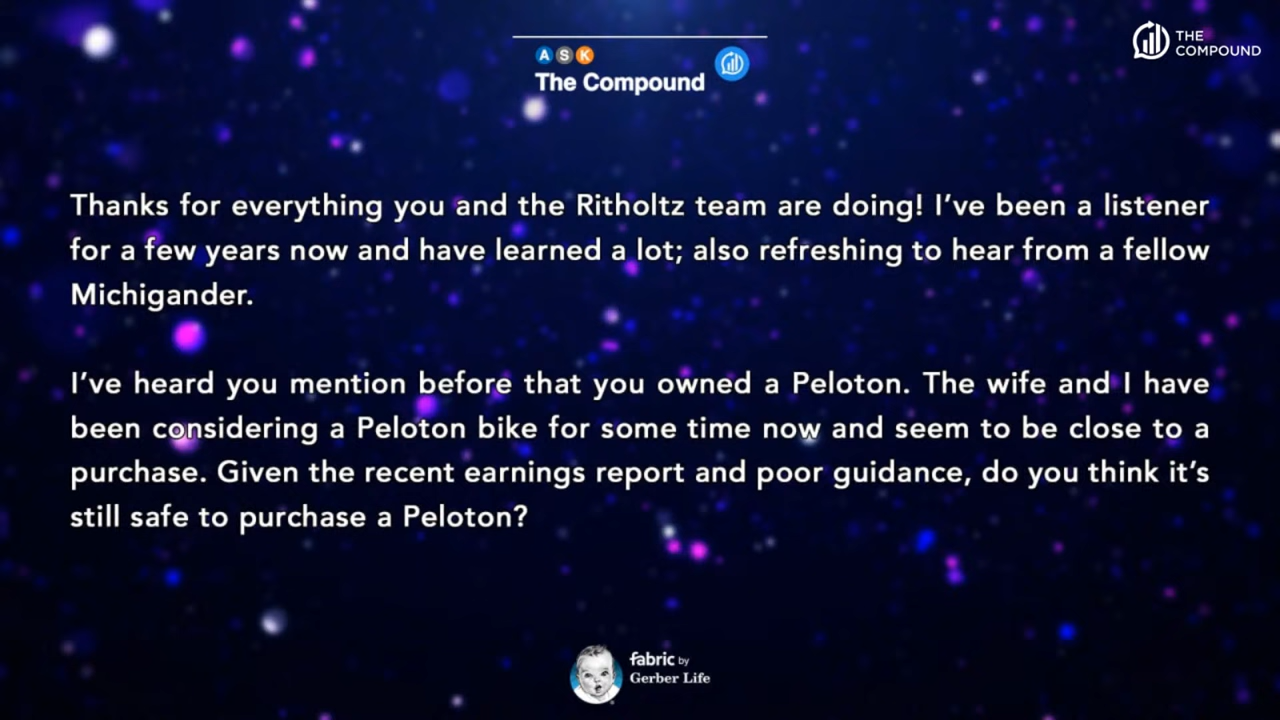 A S K
The Compound
THE
COMPOUND
Thanks for everything you and the Ritholtz team are doing! I've been a listener
for a few years now and have learned a lot; also refreshing to hear from a fellow
Michigander.
I've heard you mention before that you owned a Peloton. The wife and I have
been considering a Peloton bike for some time now and seem to be close to a
purchase. Given the recent earnings report and poor guidance, do you think it's
still safe to purchase a Peloton?
fabric by
Gerber Life